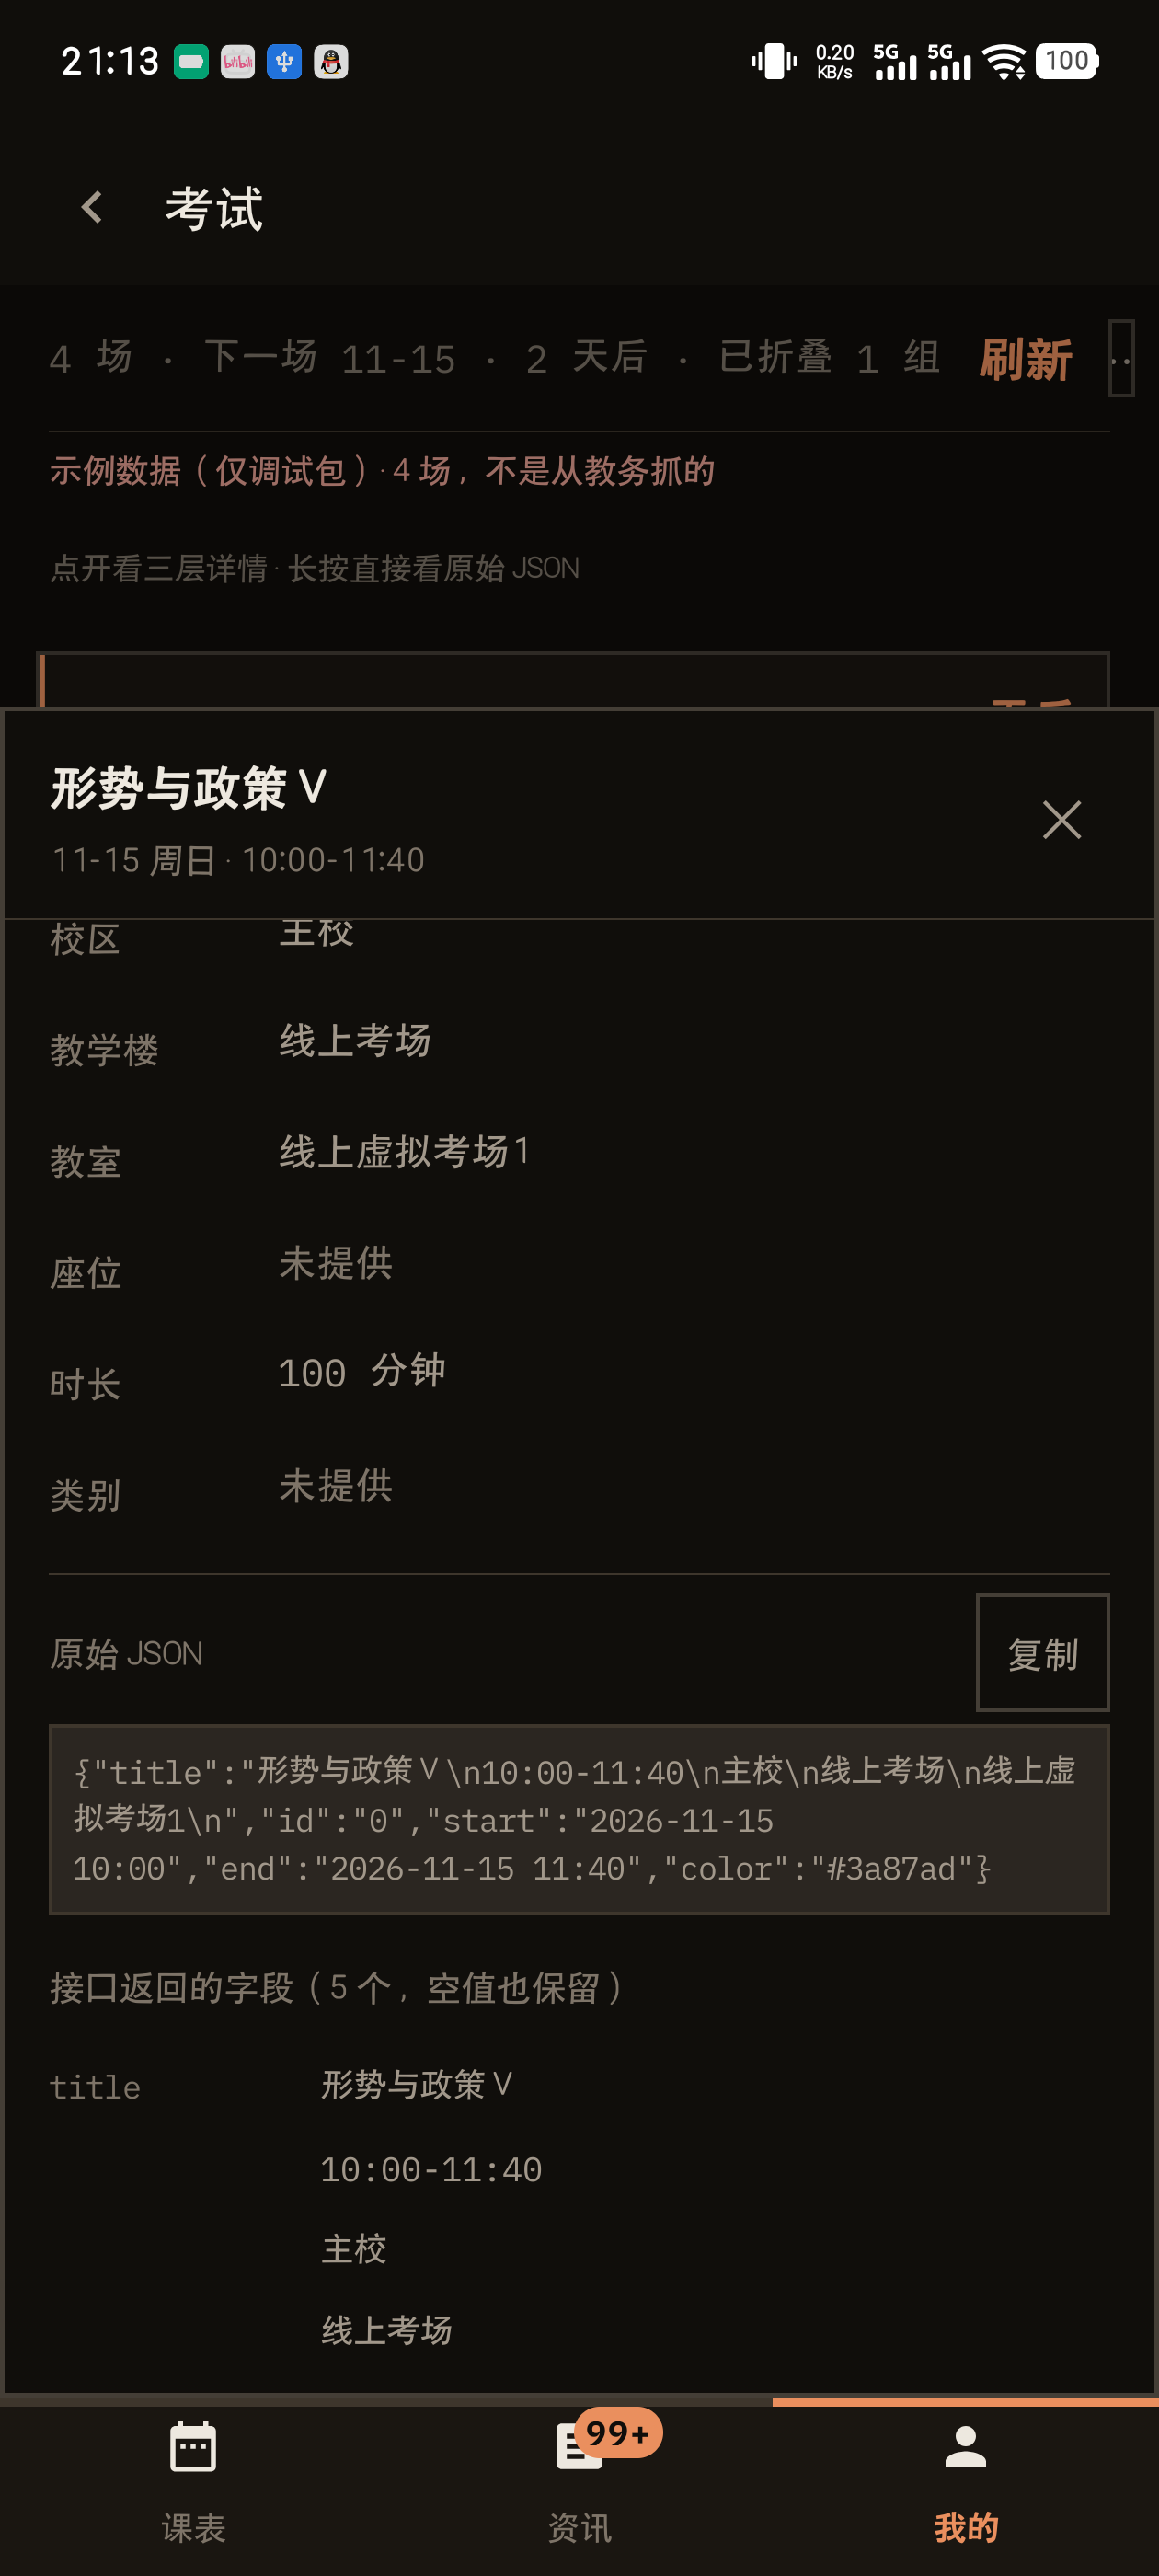 21:13
bilibili
0.20 KB/s
5G 5G
100
考试
4 场 · 下一场 11-15 · 2 天后 · 已折叠 1 组 刷新
示例数据（仅调试包）· 4 场，不是从教务抓的
点开看三层详情 · 长按直接看原始 JSON
形势与政策Ⅴ
11-15 周日 · 10:00-11:40
校区 主校
教学楼 线上考场
教室 线上虚拟考场1
座位 未提供
时长 100 分钟
类别 未提供
原始 JSON 复制
{"title":"形势与政策Ⅴ\n10:00-11:40\n主校\n线上考场\n线上虚
拟考场1\n","id":"0","start":"2026-11-15
10:00","end":"2026-11-15 11:40","color":"#3a87ad"}
接口返回的字段（5 个，空值也保留）
title 形势与政策Ⅴ
10:00-11:40
主校
线上考场
99+
课表 资讯 我的